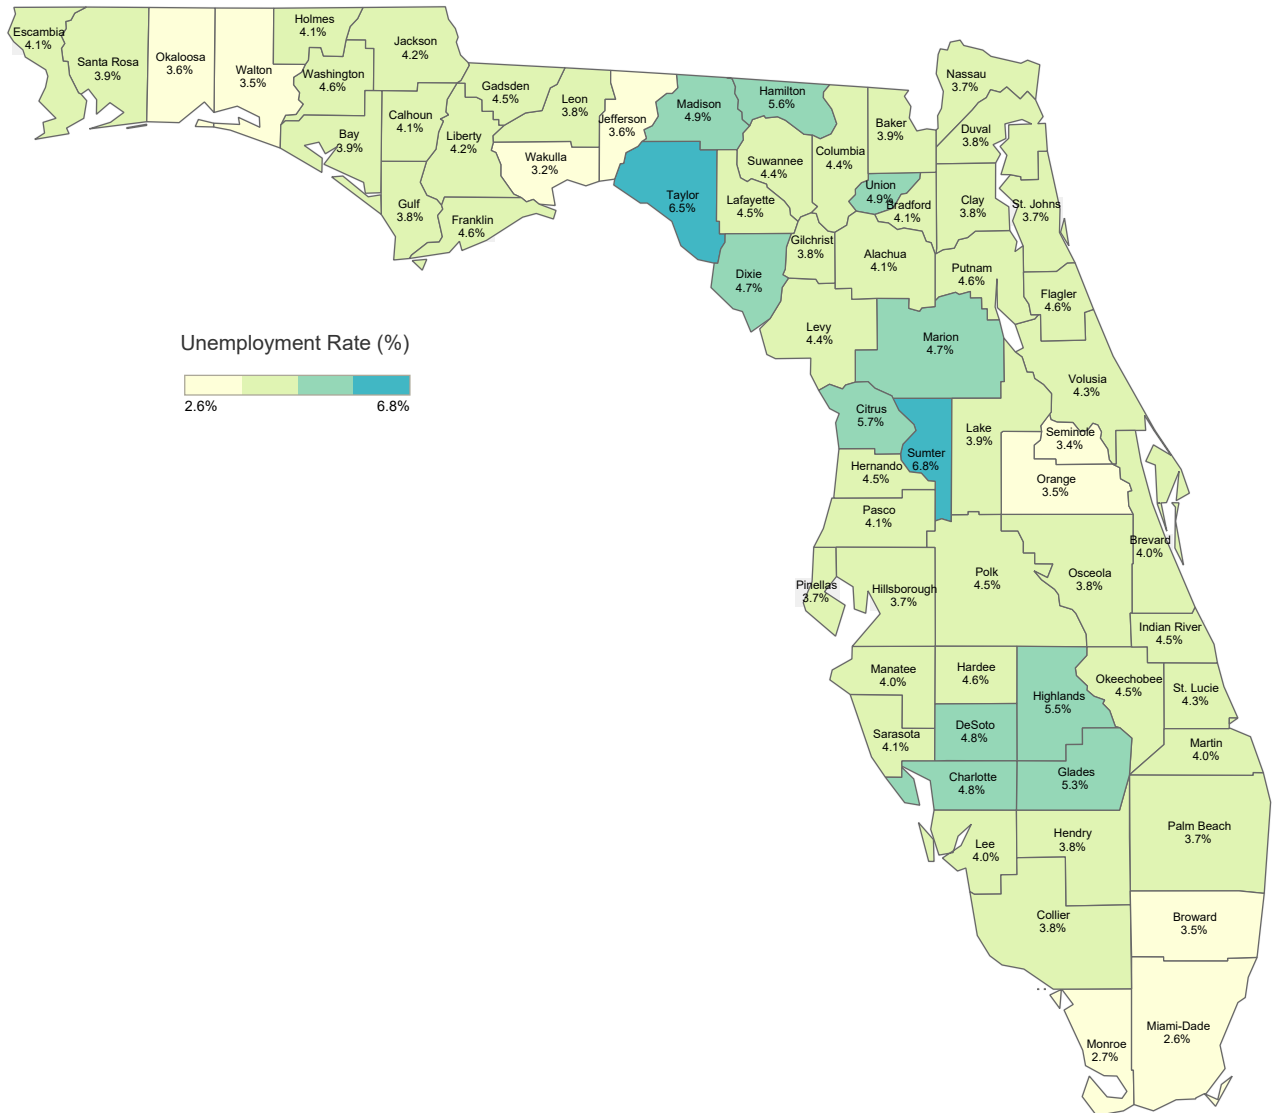 Escambia
4.1%
Santa Rosa
3.9%
Okaloosa
3.6%
Walton
3.5%
Holmes
4.1%
Washington
4.6%
Jackson
4.2%
Bay
3.9%
Calhoun
4.1%
Gulf
3.8%
Liberty
4.2%
Gadsden
4.5%
Franklin
4.6%
Leon
3.8%
Wakulla
3.2%
Jefferson
3.6%
Madison
4.9%
Taylor
6.5%
Hamilton
5.6%
Suwannee
4.4%
Lafayette
4.5%
Dixie
4.7%
Columbia
4.4%
Gilchrist
3.8%
Baker
3.9%
Union
4.9%
Bradford
4.1%
Alachua
4.1%
Levy
4.4%
Nassau
3.7%
Duval
3.8%
Clay
3.8%
St. Johns
3.7%
Putnam
4.6%
Flagler
4.6%
Marion
4.7%
Volusia
4.3%
Unemployment Rate (%)
2.6%
6.8%
Citrus
5.7%
Sumter
6.8%
Lake
3.9%
Seminole
3.4%
Orange
3.5%
Hernando
4.5%
Pasco
4.1%
Brevard
4.0%
Pinellas
3.7%
Hillsborough
3.7%
Polk
4.5%
Osceola
3.8%
Indian River
4.5%
Manatee
4.0%
Hardee
4.6%
Highlands
5.5%
Okeechobee
4.5%
St. Lucie
4.3%
Sarasota
4.1%
DeSoto
4.8%
Martin
4.0%
Charlotte
4.8%
Glades
5.3%
Lee
4.0%
Hendry
3.8%
Palm Beach
3.7%
Collier
3.8%
Broward
3.5%
Monroe
2.7%
Miami-Dade
2.6%